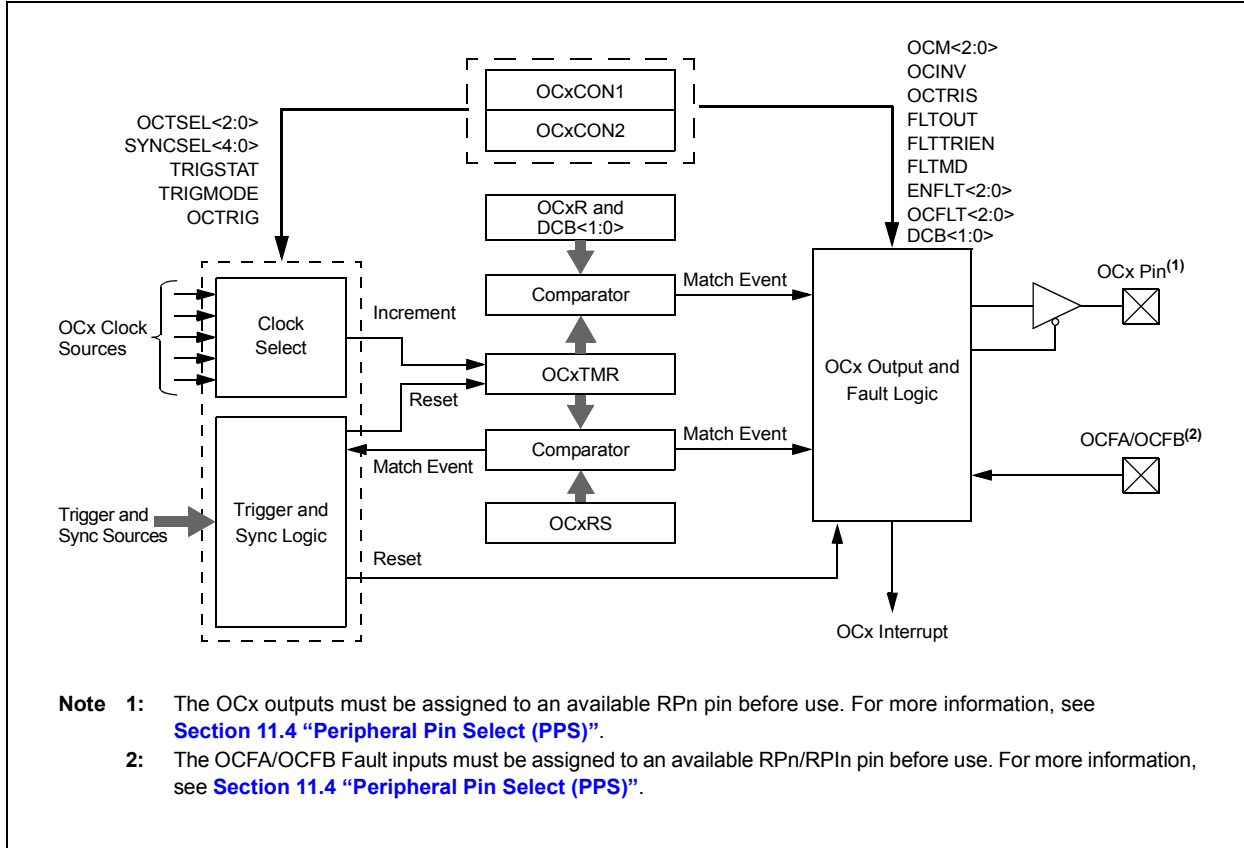 OCxCON1
OCxCON2
OCTSEL<2:0>
SYNCSEL<4:0>
TRIGSTAT
TRIGMODE
OCTRIG
OCM<2:0>
OCINV
OCTRIS
FLTOUT
FLTTRIEN
FLTMD
ENFLT<2:0>
OCFLT<2:0>
DCB<1:0>
OCxR and
DCB<1:0>
OCx Clock
Sources
Clock
Select
Increment
Comparator
Match Event
OCxTMR
Reset
Comparator
Match Event
Match Event
OCxRS
Trigger and
Sync Sources
Trigger and
Sync Logic
Reset
OCx Output and
Fault Logic
OCx Pin(1)
OCFA/OCFB(2)
OCx Interrupt
Note 1: The OCx outputs must be assigned to an available RPn pin before use. For more information, see
Section 11.4 “Peripheral Pin Select (PPS)”.
2: The OCFA/OCFB Fault inputs must be assigned to an available RPn/RPIn pin before use. For more information,
see Section 11.4 “Peripheral Pin Select (PPS)”.